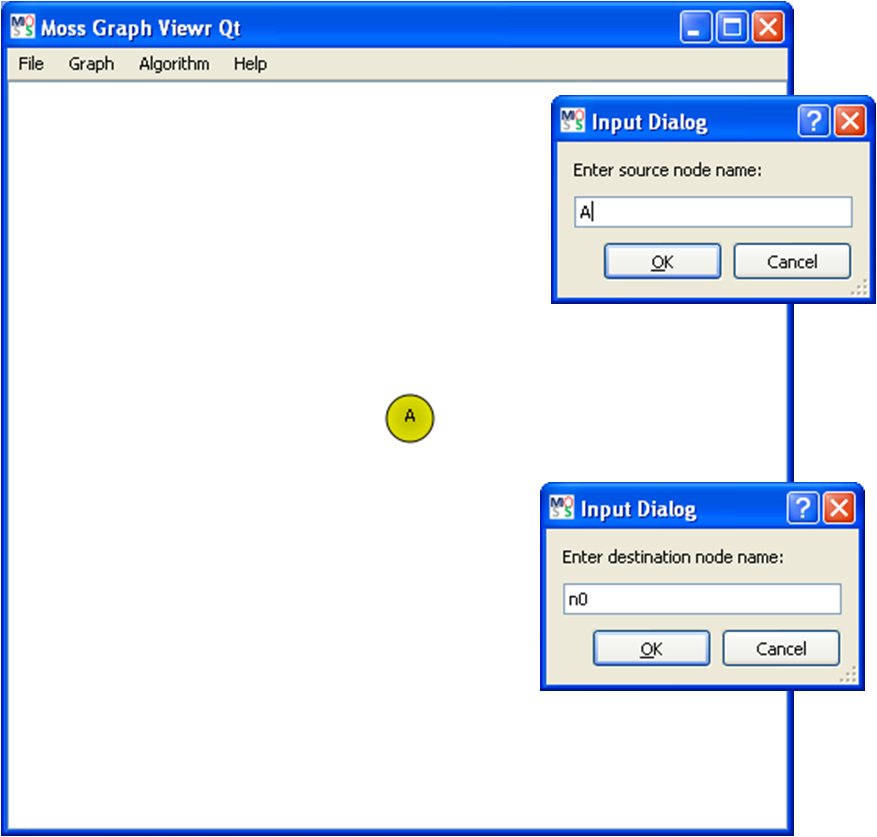 Moss Graph Viewr Qt
File Graph Algorithm Help
Input Dialog
Enter source node name:
A
OK Cancel
A
Input Dialog
Enter destination node name:
n0
OK Cancel